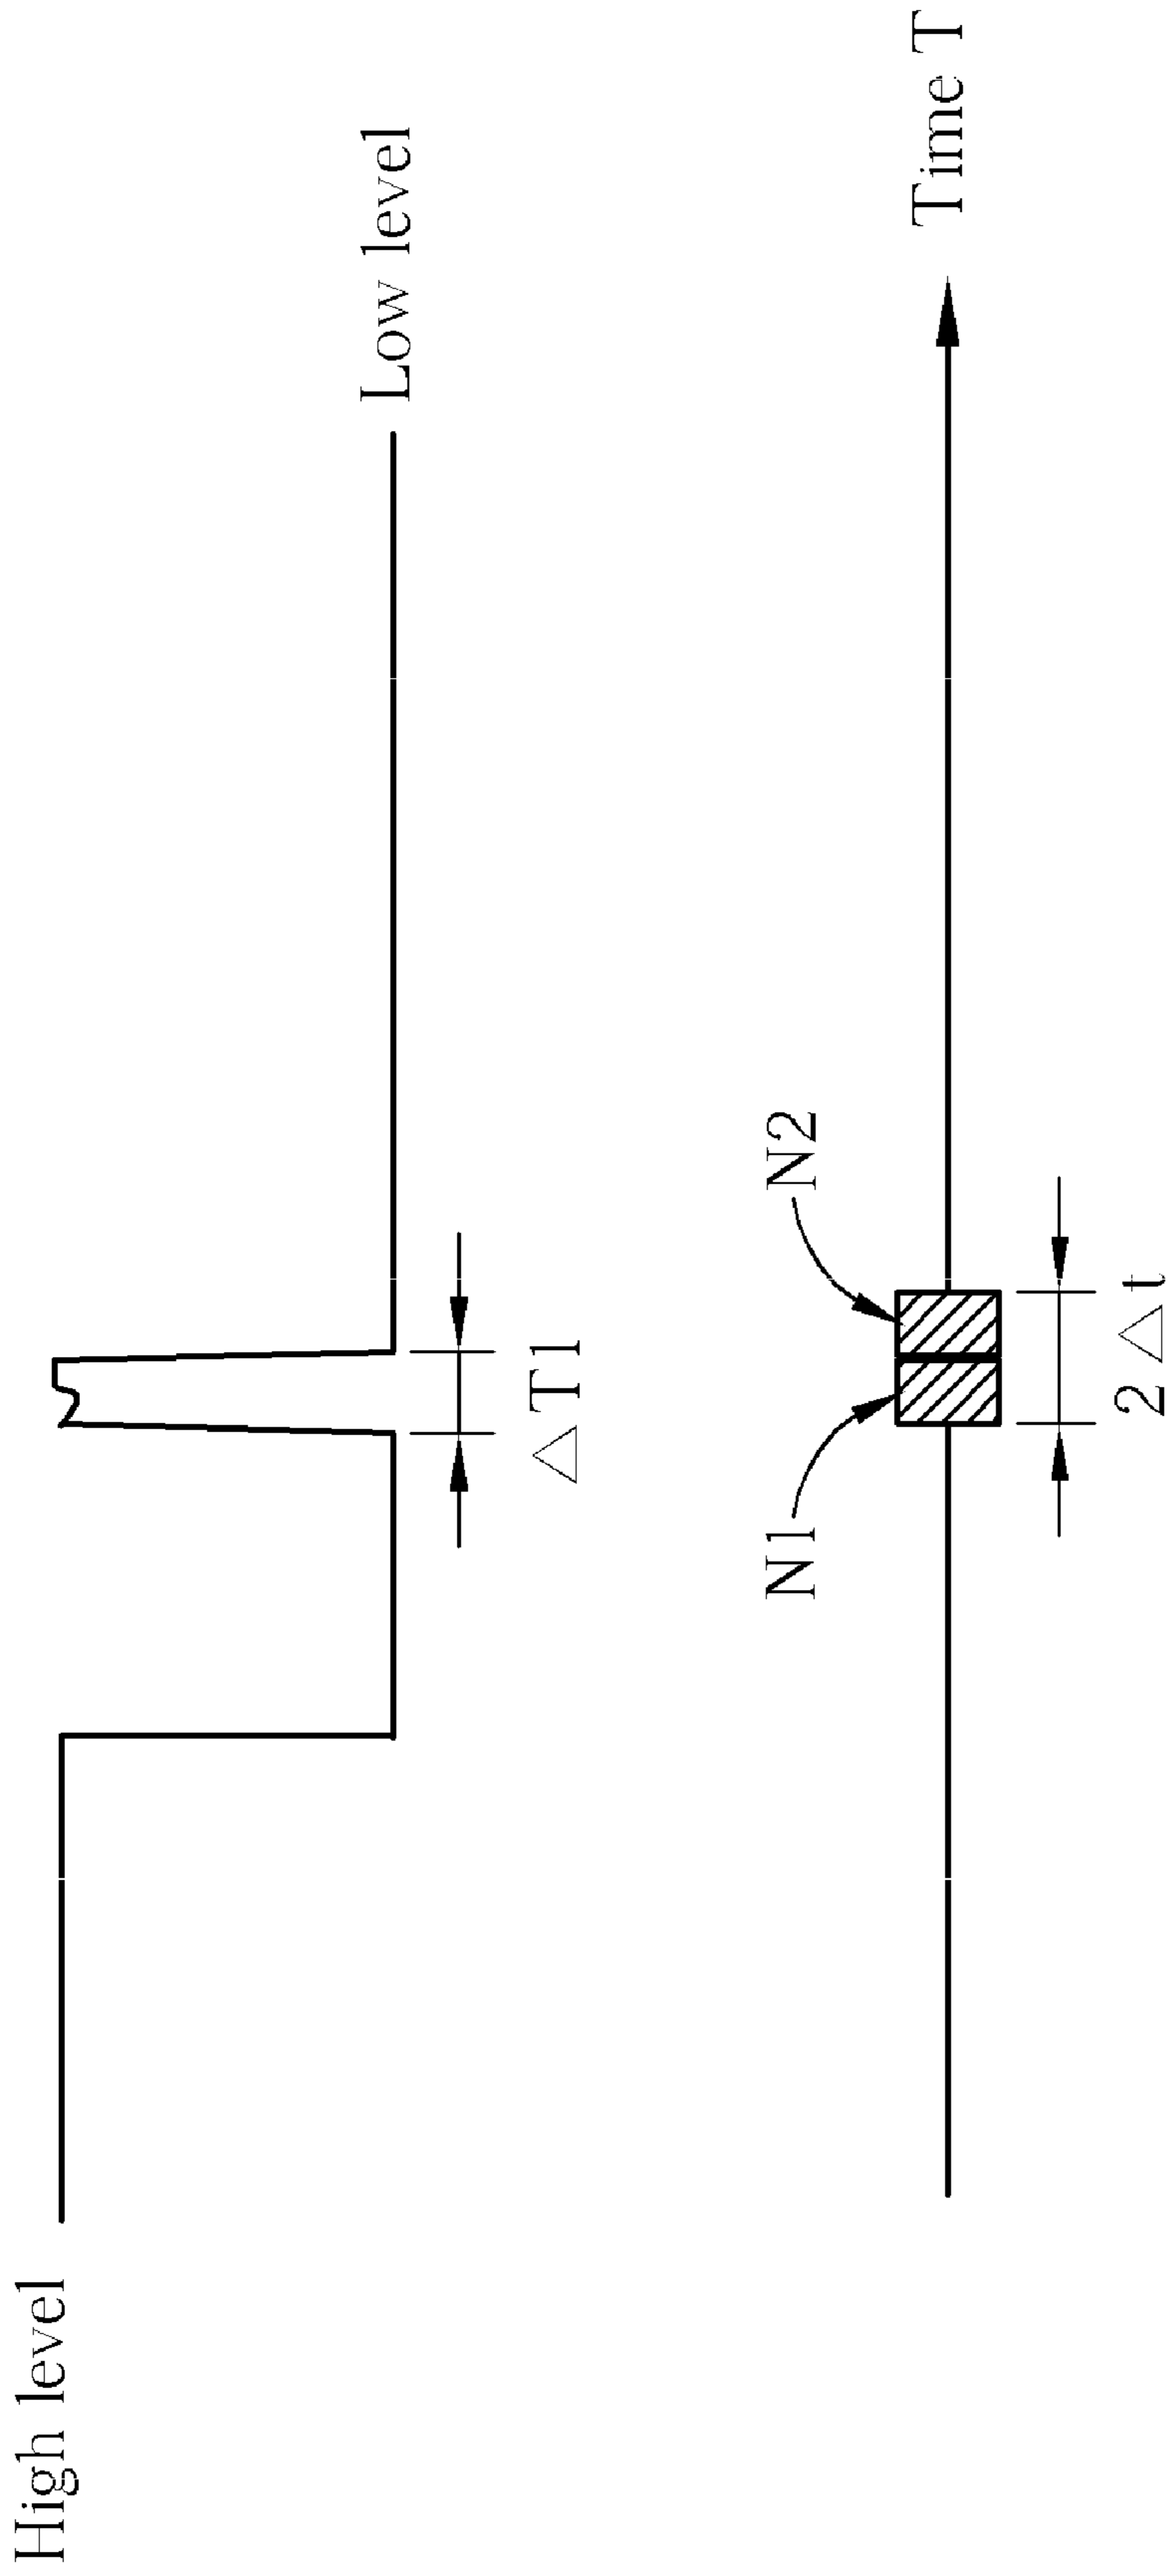 High level
Low level
△T1
N1
N2
Time T
2△t